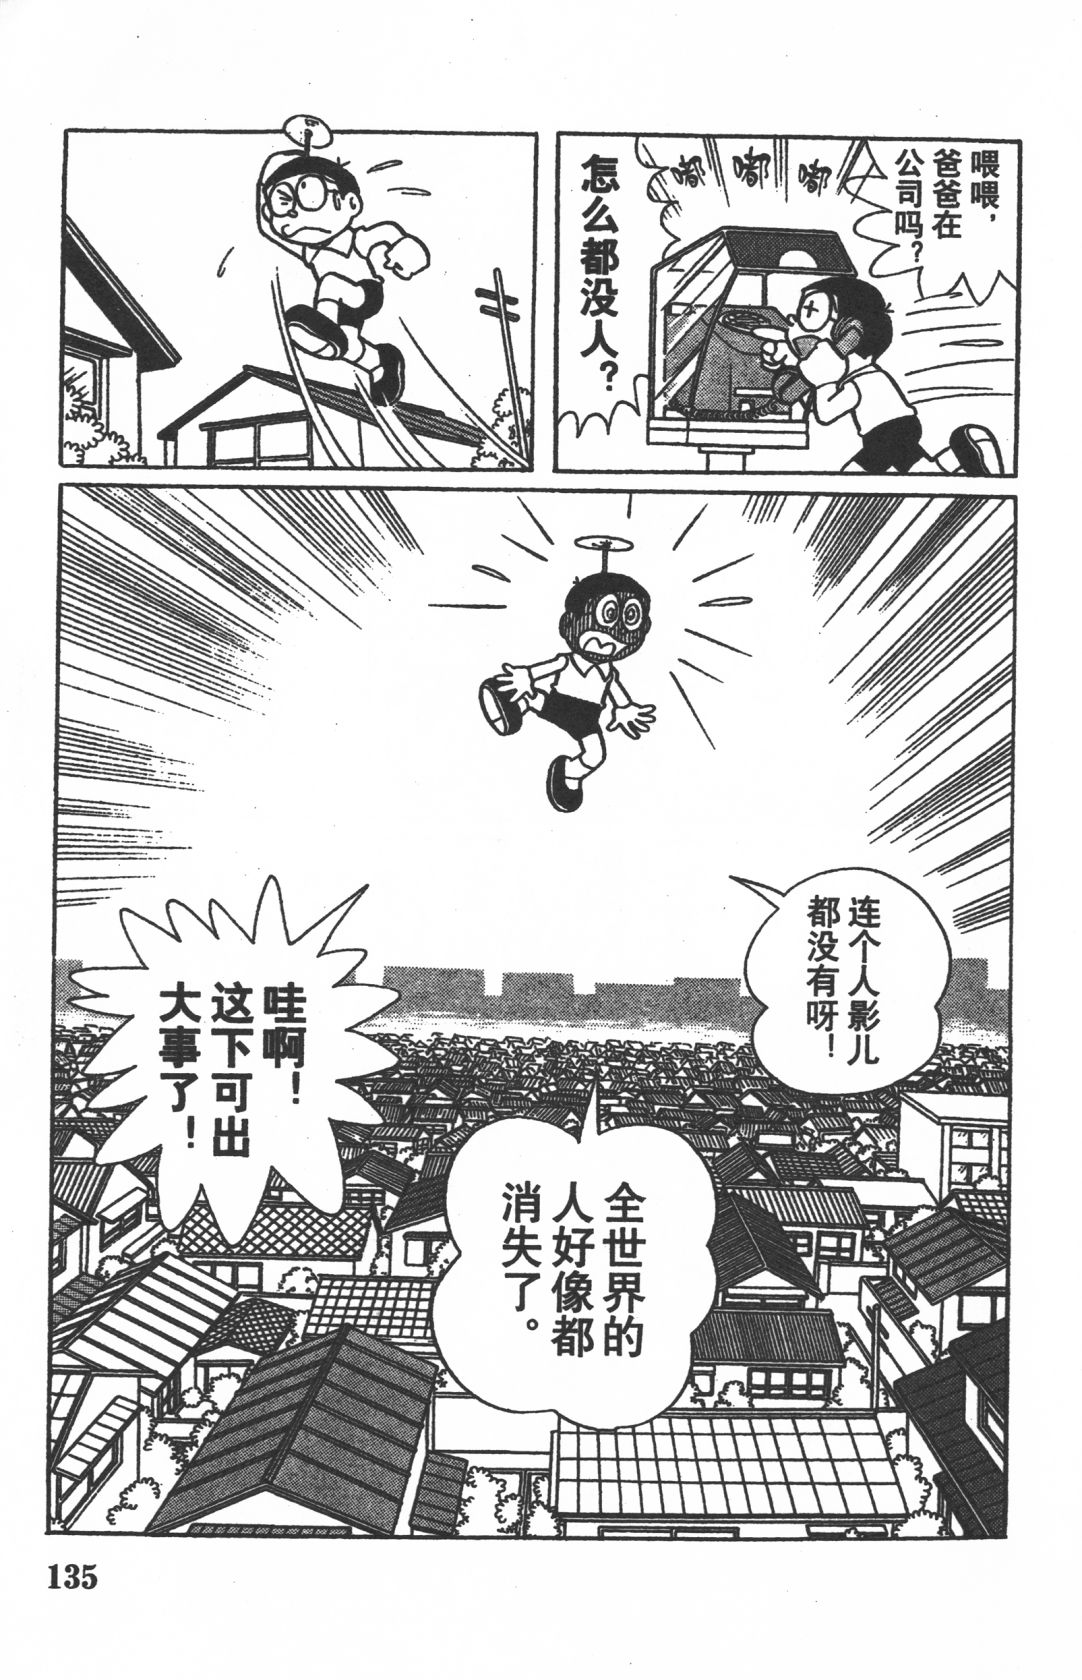 喂喂，
爸爸在
公司吗？
嘟
嘟
嘟
怎么都没人？
连个人影儿
都没有呀！
全世界的
人好像都
消失了。
哇啊！
这下可出
大事了！
135